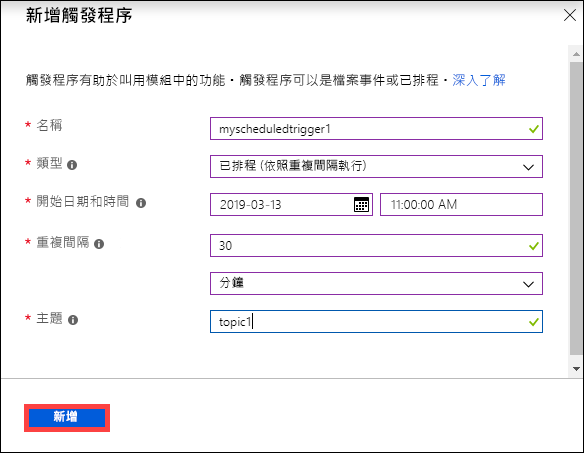 新增觸發程序
觸發程序有助於叫用模組中的功能。觸發程序可以是檔案事件或已排程。深入了解
* 名稱
myscheduledtrigger1
* 類型
已排程 (依照重複間隔執行)
* 開始日期和時間
2019-03-13 11:00:00 AM
* 重複間隔
30
分鐘
* 主題
topic1
新增